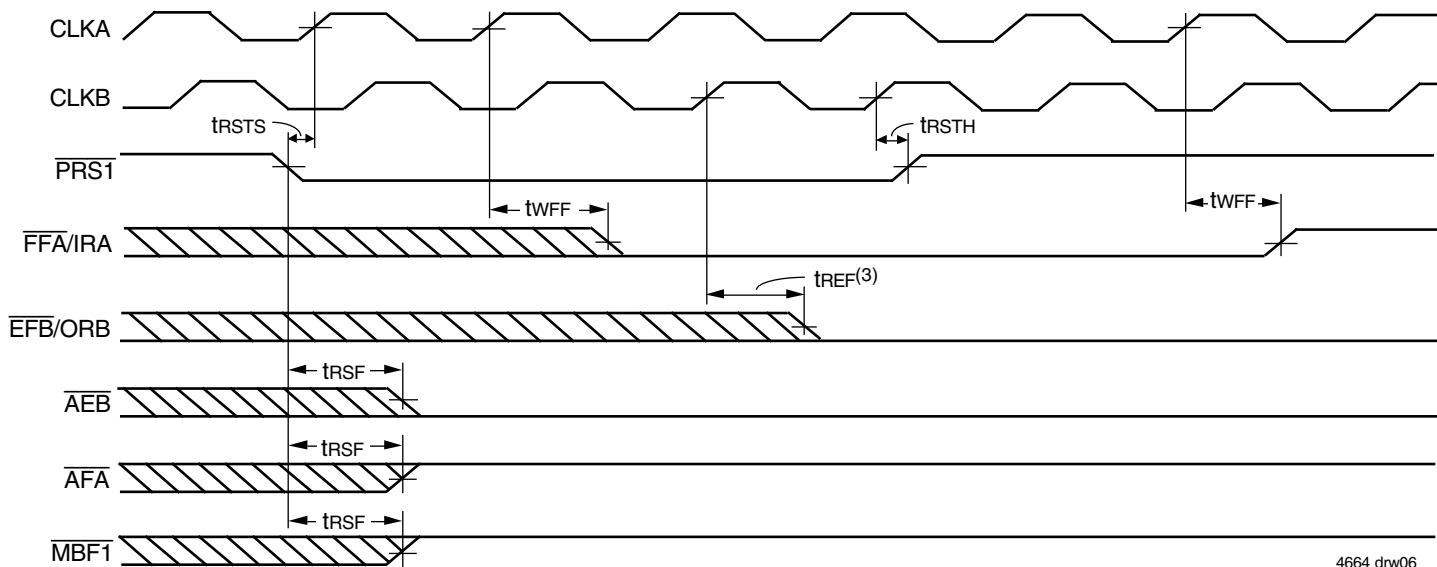 CLKA
CLKB
tRSTS
tRSTH
PRS1
tWFF
tWFF
FFA/IRA
tREF(3)
EFB/ORB
tRSF
AEB
tRSF
AFA
tRSF
MBF1
4664 drw06